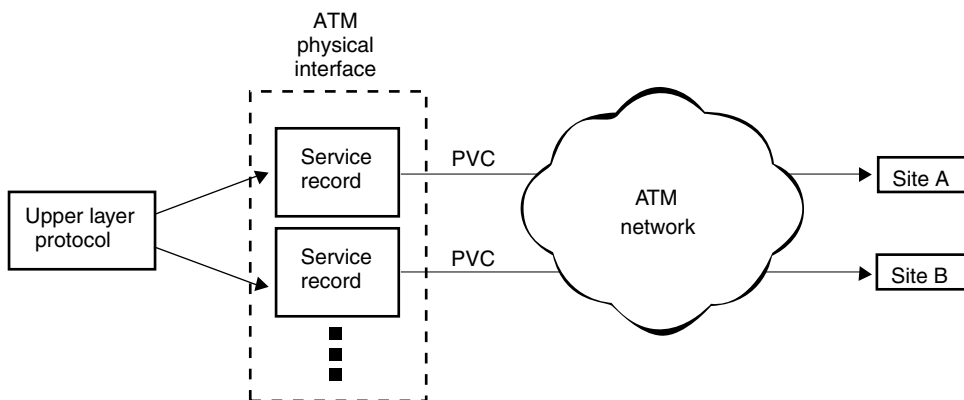 ATM
physical
interface
Service
record
PVC
Site A
Upper layer
protocol
ATM
network
Service
record
PVC
Site B